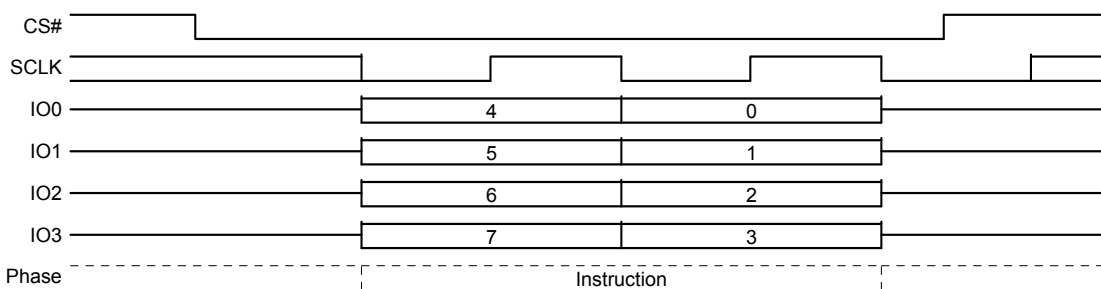 CS#
SCLK
IO0 4 0
IO1 5 1
IO2 6 2
IO3 7 3
Phase Instruction